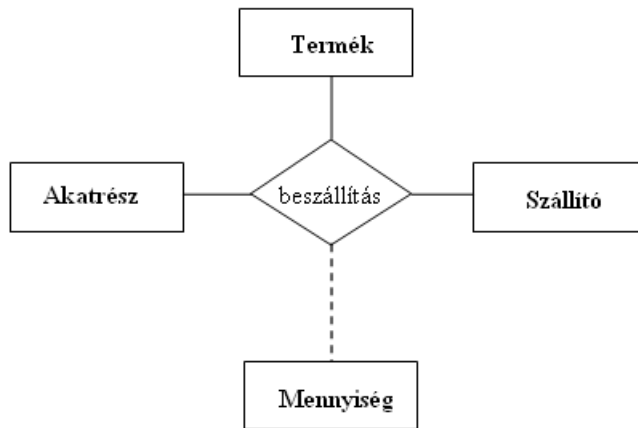 Termék
Akatrész
beszállítás
Szállító
Mennyiség